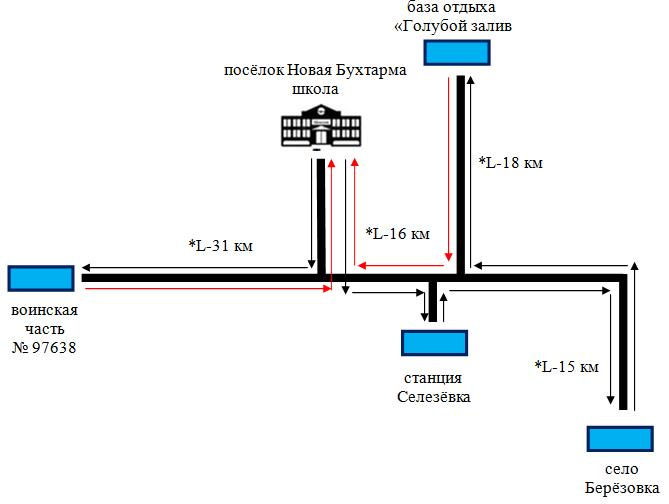 база отдыха
«Голубой залив
посёлок Новая Бухтарма
школа
*L-18 км
*L-16 км
*L-31 км
воинская
часть
№ 97638
станция
Селезёвка
*L-15 км
село
Берёзовка